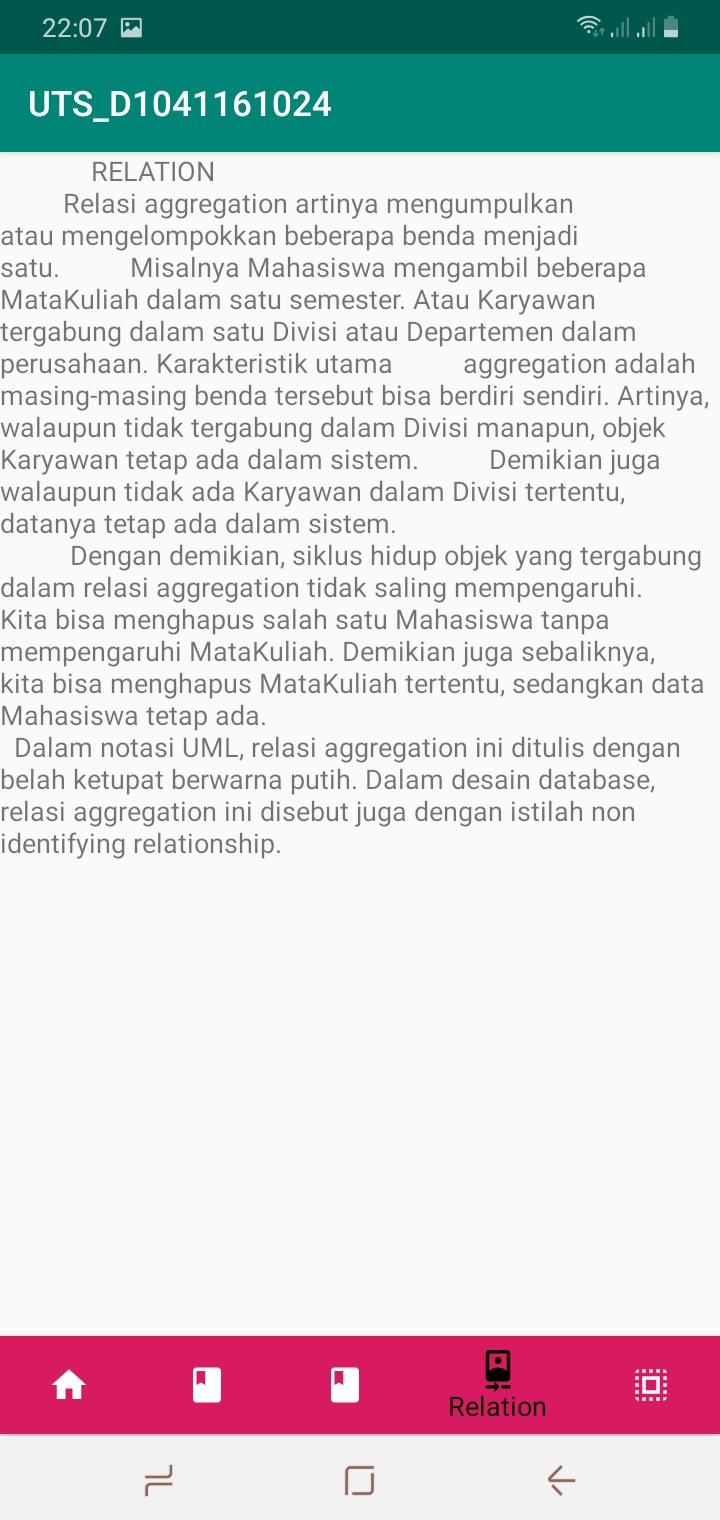 22:07
UTS_D1041161024
RELATION
Relasi aggregation artinya mengumpulkan
atau mengelompokkan beberapa benda menjadi
satu. Misalnya Mahasiswa mengambil beberapa
MataKuliah dalam satu semester. Atau Karyawan
tergabung dalam satu Divisi atau Departemen dalam
perusahaan. Karakteristik utama aggregation adalah
masing-masing benda tersebut bisa berdiri sendiri. Artinya,
walaupun tidak tergabung dalam Divisi manapun, objek
Karyawan tetap ada dalam sistem. Demikian juga
walaupun tidak ada Karyawan dalam Divisi tertentu,
datanya tetap ada dalam sistem.
Dengan demikian, siklus hidup objek yang tergabung
dalam relasi aggregation tidak saling mempengaruhi.
Kita bisa menghapus salah satu Mahasiswa tanpa
mempengaruhi MataKuliah. Demikian juga sebaliknya,
kita bisa menghapus MataKuliah tertentu, sedangkan data
Mahasiswa tetap ada.
Dalam notasi UML, relasi aggregation ini ditulis dengan
belah ketupat berwarna putih. Dalam desain database,
relasi aggregation ini disebut juga dengan istilah non
identifying relationship.
Relation